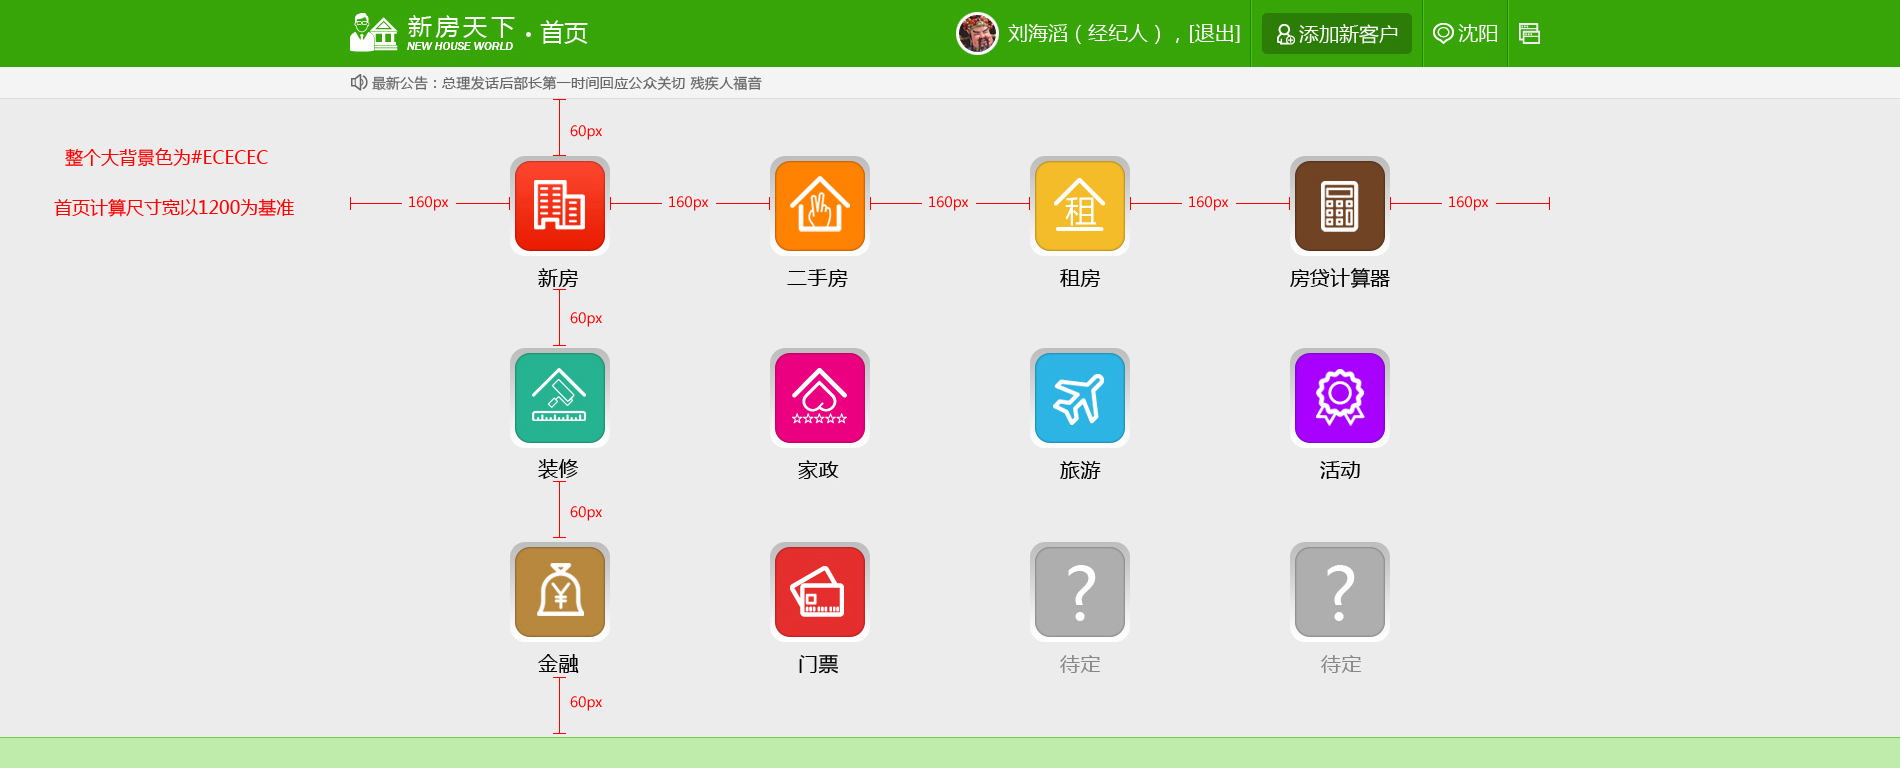 新房天下
NEW HOUSE WORLD
· 首页
刘海滔（经纪人），[退出]
添加新客户
沈阳
最新公告：总理发话后部长第一时间回应公众关切 残疾人福音
60px
整个大背景色为#ECECEC
首页计算尺寸宽以1200为基准
160px 160px 160px 160px 160px
租
新房 二手房 租房 房贷计算器
60px
装修 家政 旅游 活动
60px
¥ ? ?
金融 门票 待定 待定
60px